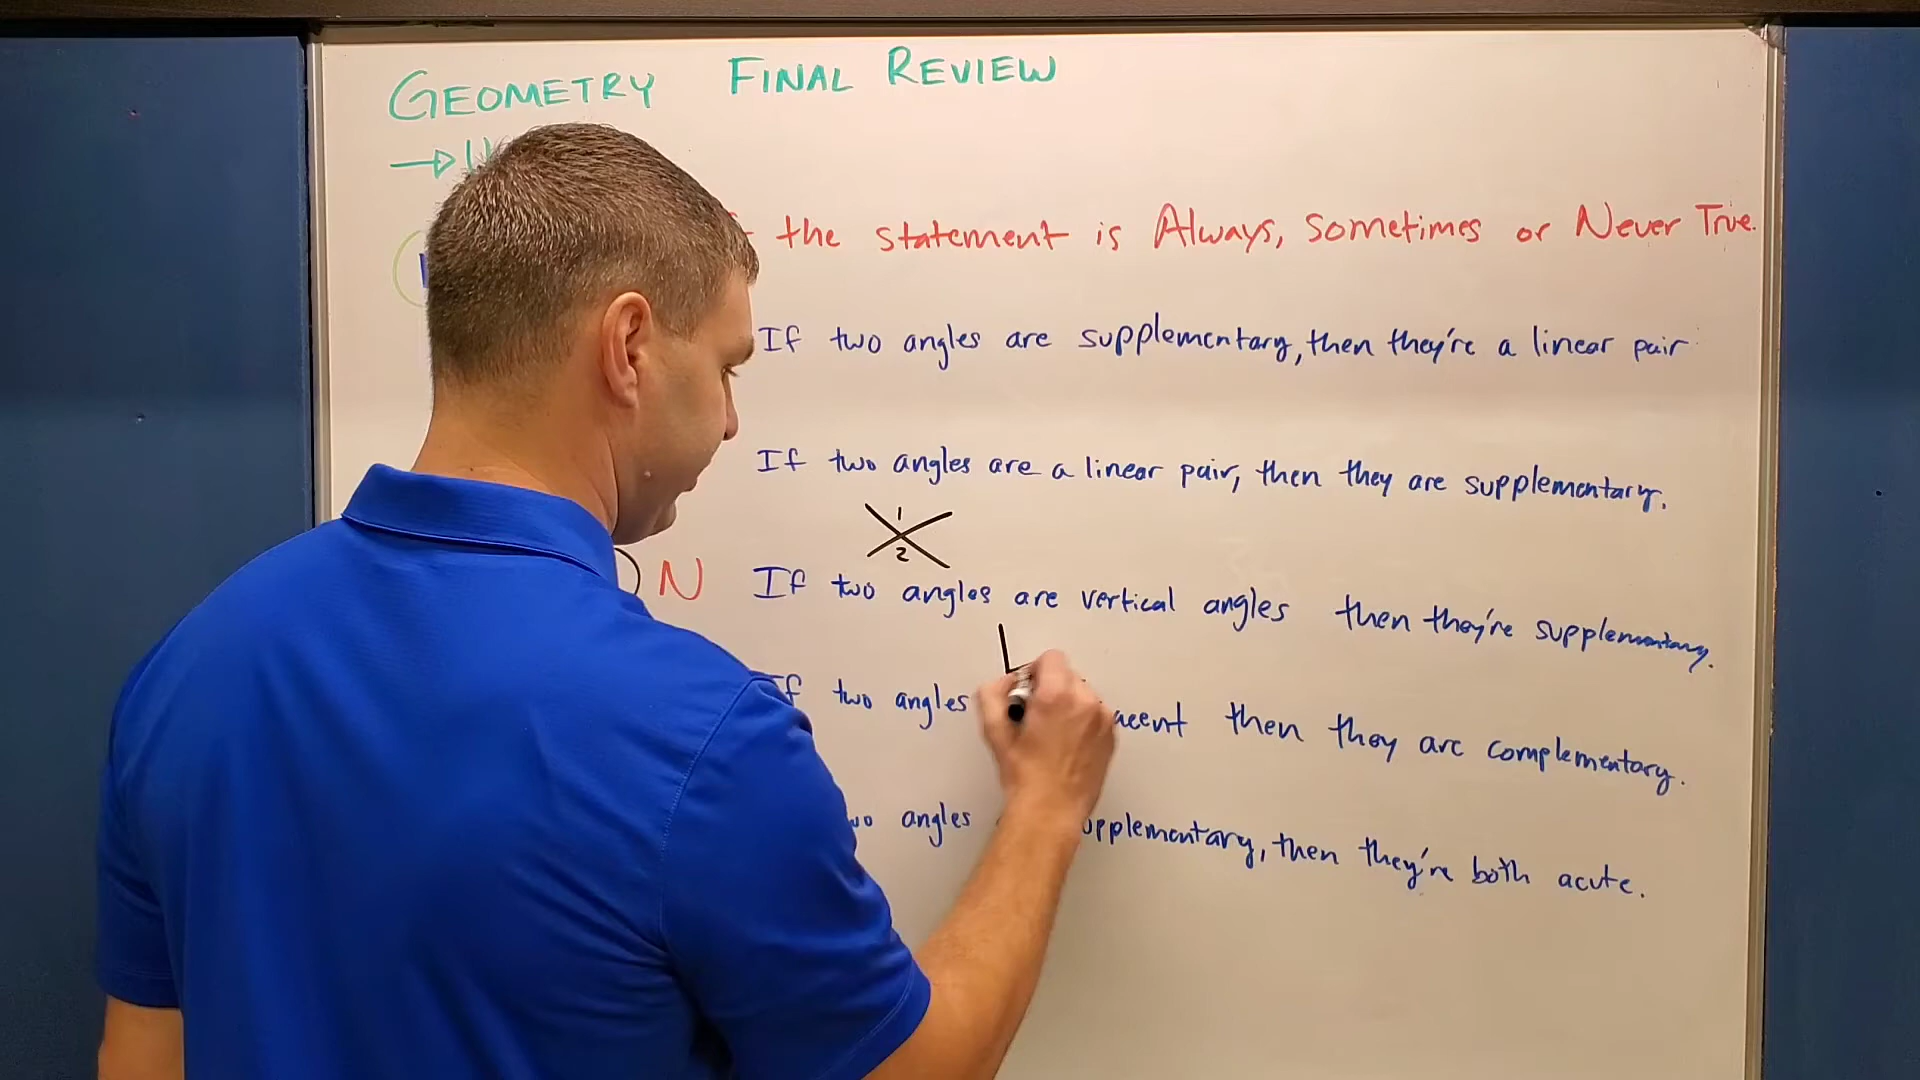 GEOMETRY FINAL REVIEW
the statement is Always, Sometimes or Never True.
If two angles are supplementary, then they're a linear pair
If two angles are a linear pair, then they are supplementary.
1
2
N If two angles are vertical angles then they're supplementary.
If two angles then they are complementary.
angles then they're both acute.